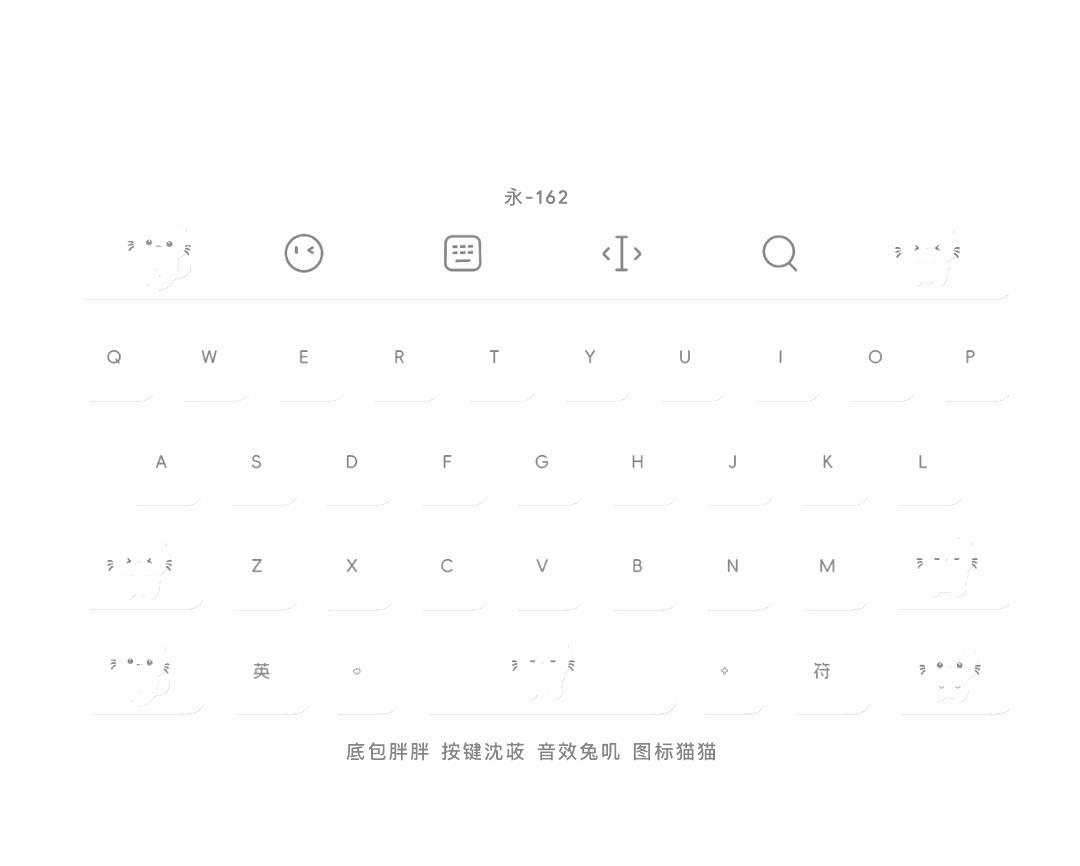 永-162
Q W E R T Y U I O P
A S D F G H J K L
Z X C V B N M
英 符
底包胖胖 按键沈苃 音效兔叽 图标猫猫